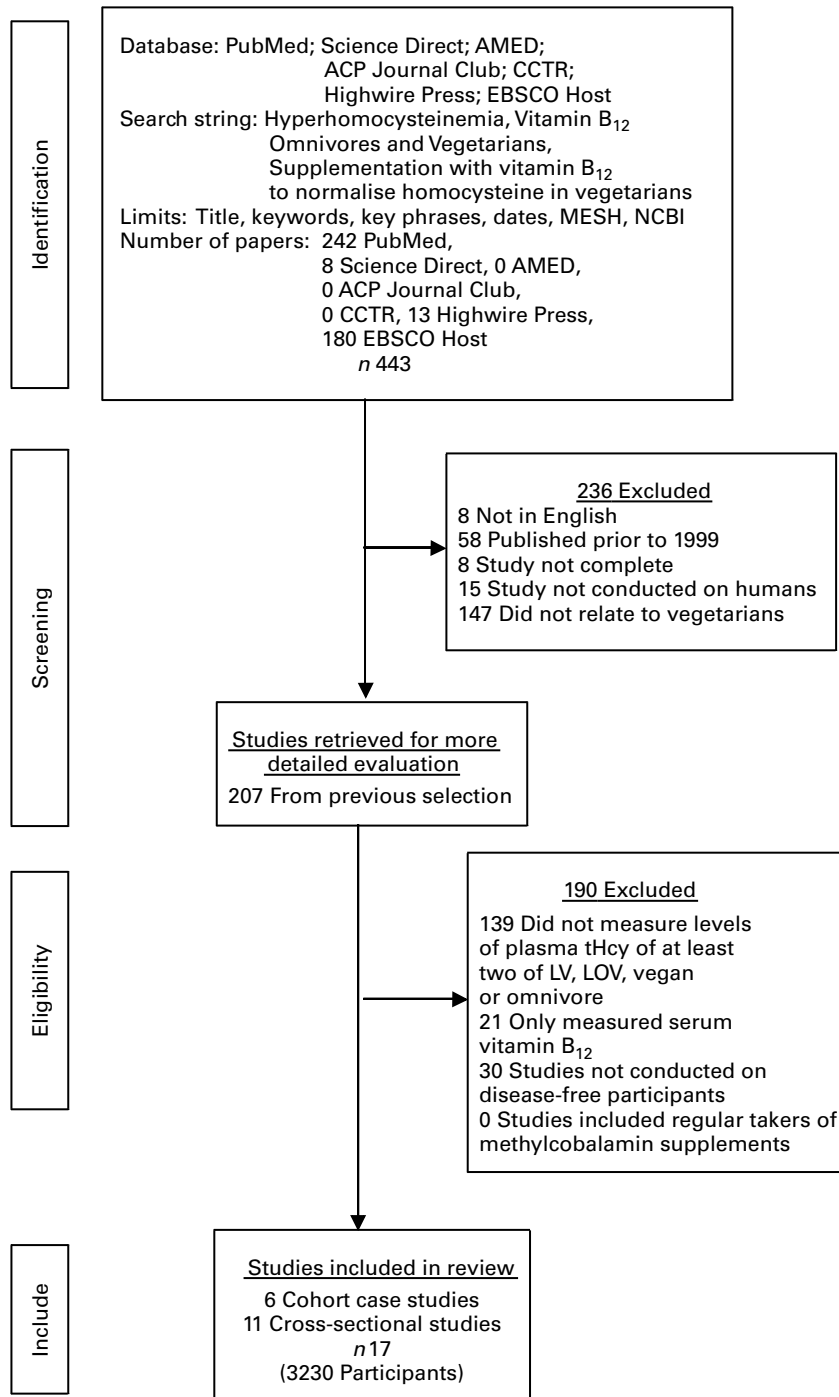 Identification
Database: PubMed; Science Direct; AMED;
ACP Journal Club; CCTR;
Highwire Press; EBSCO Host
Search string: Hyperhomocysteinemia, Vitamin B12
Omnivores and Vegetarians,
Supplementation with vitamin B12
to normalise homocysteine in vegetarians
Limits: Title, keywords, key phrases, dates, MESH, NCBI
Number of papers: 242 PubMed,
8 Science Direct, 0 AMED,
0 ACP Journal Club,
0 CCTR, 13 Highwire Press,
180 EBSCO Host
n 443
Screening
236 Excluded
8 Not in English
58 Published prior to 1999
8 Study not complete
15 Study not conducted on humans
147 Did not relate to vegetarians
Studies retrieved for more
detailed evaluation
207 From previous selection
Eligibility
190 Excluded
139 Did not measure levels
of plasma tHcy of at least
two of LV, LOV, vegan
or omnivore
21 Only measured serum
vitamin B12
30 Studies not conducted on
disease-free participants
0 Studies included regular takers of
methylcobalamin supplements
Include
Studies included in review
6 Cohort case studies
11 Cross-sectional studies
n 17
(3230 Participants)